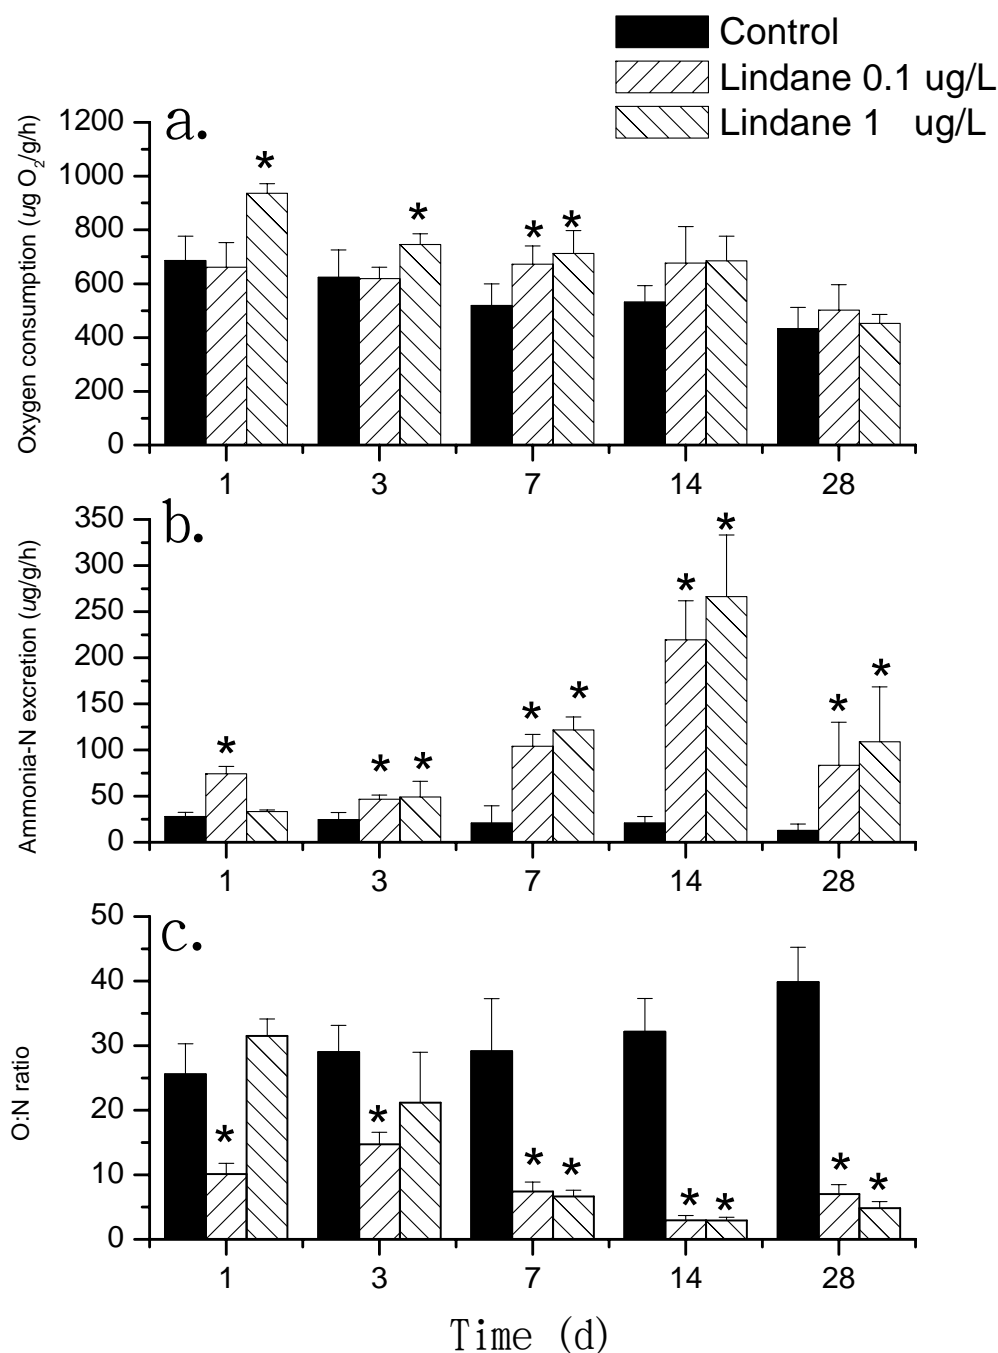 Control
Lindane 0.1 ug/L
Lindane 1 ug/L
a.
Oxygen consumption (ug O₂/g/h)
1200
1000
800
600
400
200
0
* * * *
1 3 7 14 28
b.
Ammonia-N excretion (ug/g/h)
350
300
250
200
150
100
50
0
* * * * * * * * *
1 3 7 14 28
c.
O:N ratio
50
40
30
20
10
0
* * * * * * * *
1 3 7 14 28
Time (d)